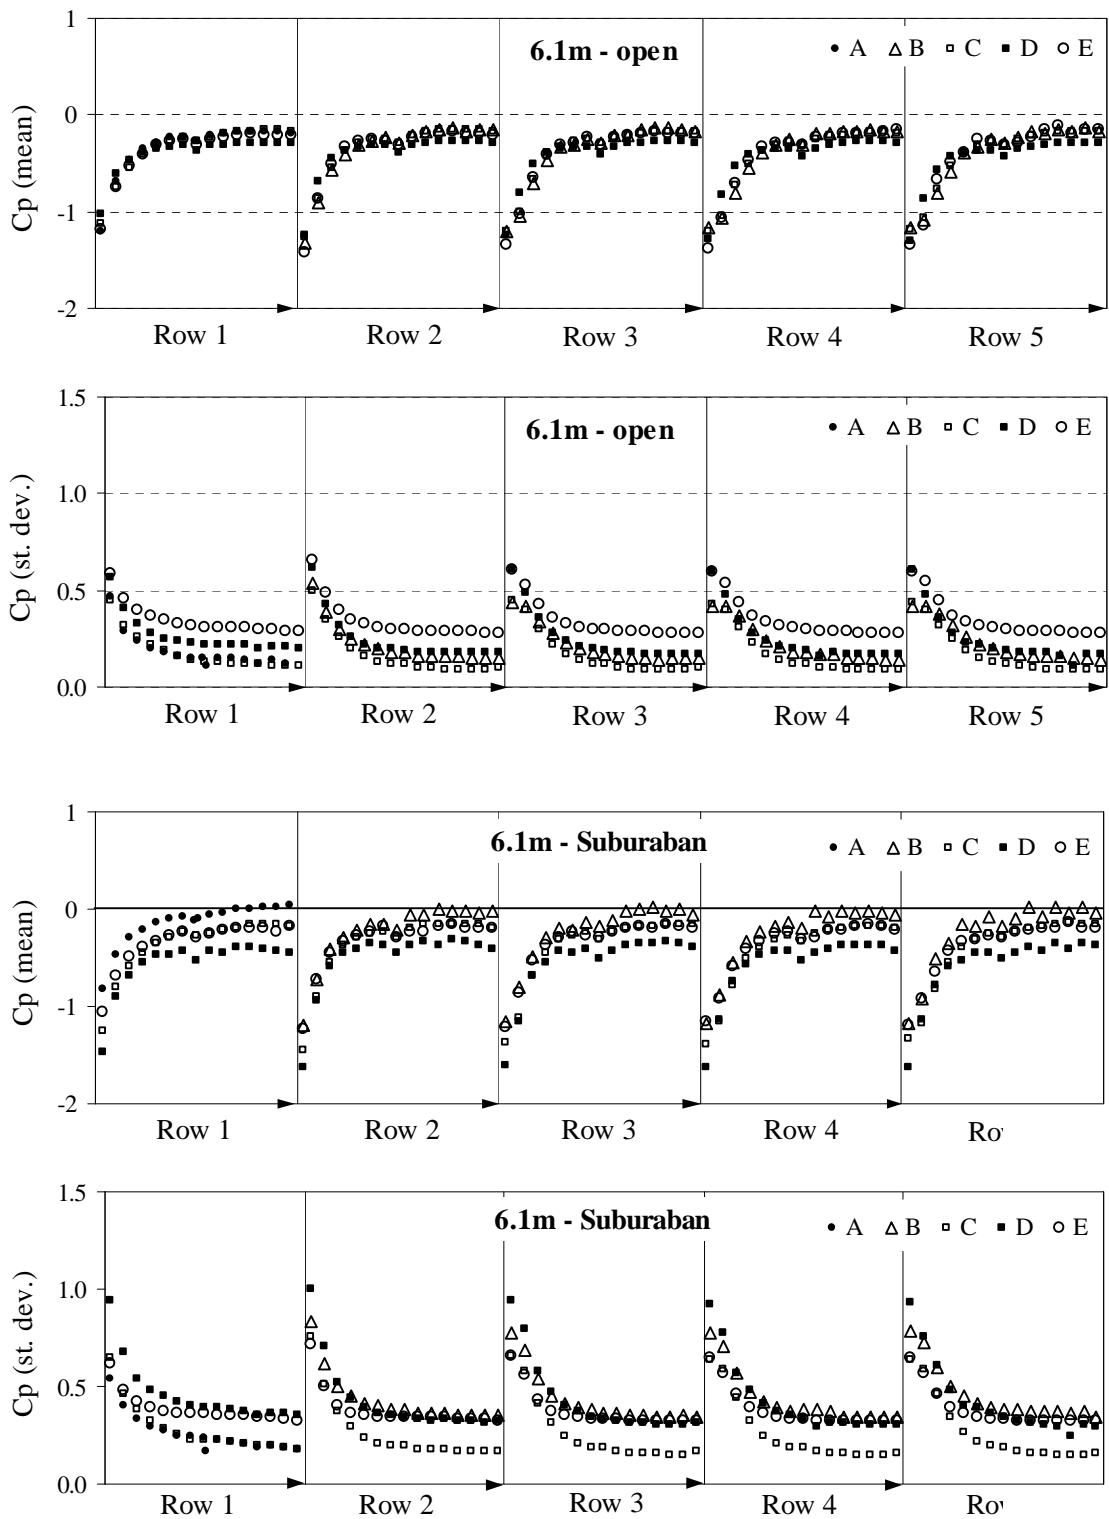 1
6.1m - open
A B C D E
0
Cp (mean)
-1
-2
Row 1 Row 2 Row 3 Row 4 Row 5
1.5
6.1m - open
A B C D E
1.0
Cp (st. dev.)
0.5
0.0
Row 1 Row 2 Row 3 Row 4 Row 5
1
6.1m - Suburaban
A B C D E
0
Cp (mean)
-1
-2
Row 1 Row 2 Row 3 Row 4 Ro
1.5
6.1m - Suburaban
A B C D E
1.0
Cp (st. dev.)
0.5
0.0
Row 1 Row 2 Row 3 Row 4 Ro